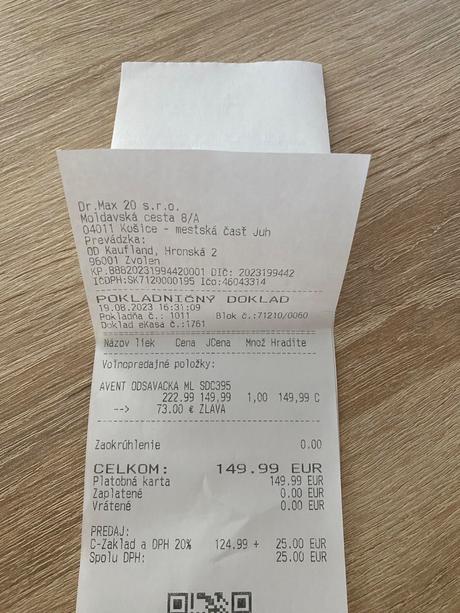 Dr.Max 20 s.r.o.
Moldavská cesta 8/A
04011 Košice - mestská časť Juh
Prevádzka:
OD Kaufland, Hronská 2
96001 Zvolen
KP:88820231994420001 DIČ: 2023199442
IČDPH:SK7120000195 Ičo:46043314
POKLADNIČNÝ DOKLAD
19.08.2023 16:31:09
Pokladňa č.: 1011 Blok č.:71210/0060
Doklad eKasa č.:1761
Názov liek Cena JCena Množ Hradíte
Voľnopredajné položky:
AVENT ODSAVACKA ML SDC395
222.99 149,99 1,00 149,99 C
--> 73.00 € ZĽAVA
Zaokrúhlenie 0.00
CELKOM: 149.99 EUR
Platobná karta 149.99 EUR
Zaplatené 0.00 EUR
Vrátené 0.00 EUR
PREDAJ:
C-Zaklad a DPH 20% 124.99 + 25.00 EUR
Spolu DPH: 25.00 EUR